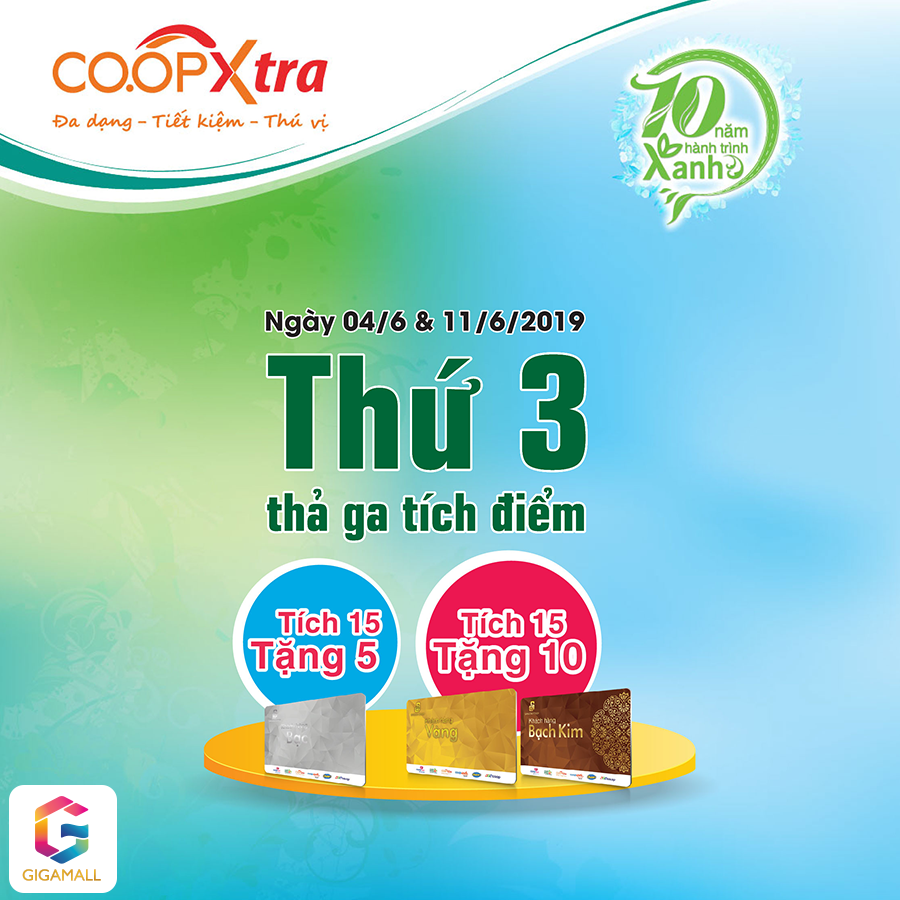 CO.OPXtra
Đa dạng - Tiết kiệm - Thú vị
10
năm
hành trình
Xanh
Ngày 04/6 & 11/6/2019
Thứ 3
thả ga tích điểm
Tích 15
Tặng 5
Tích 15
Tặng 10
Bạc
Vàng
Khách hàng
Bạch Kim
GIGAMALL